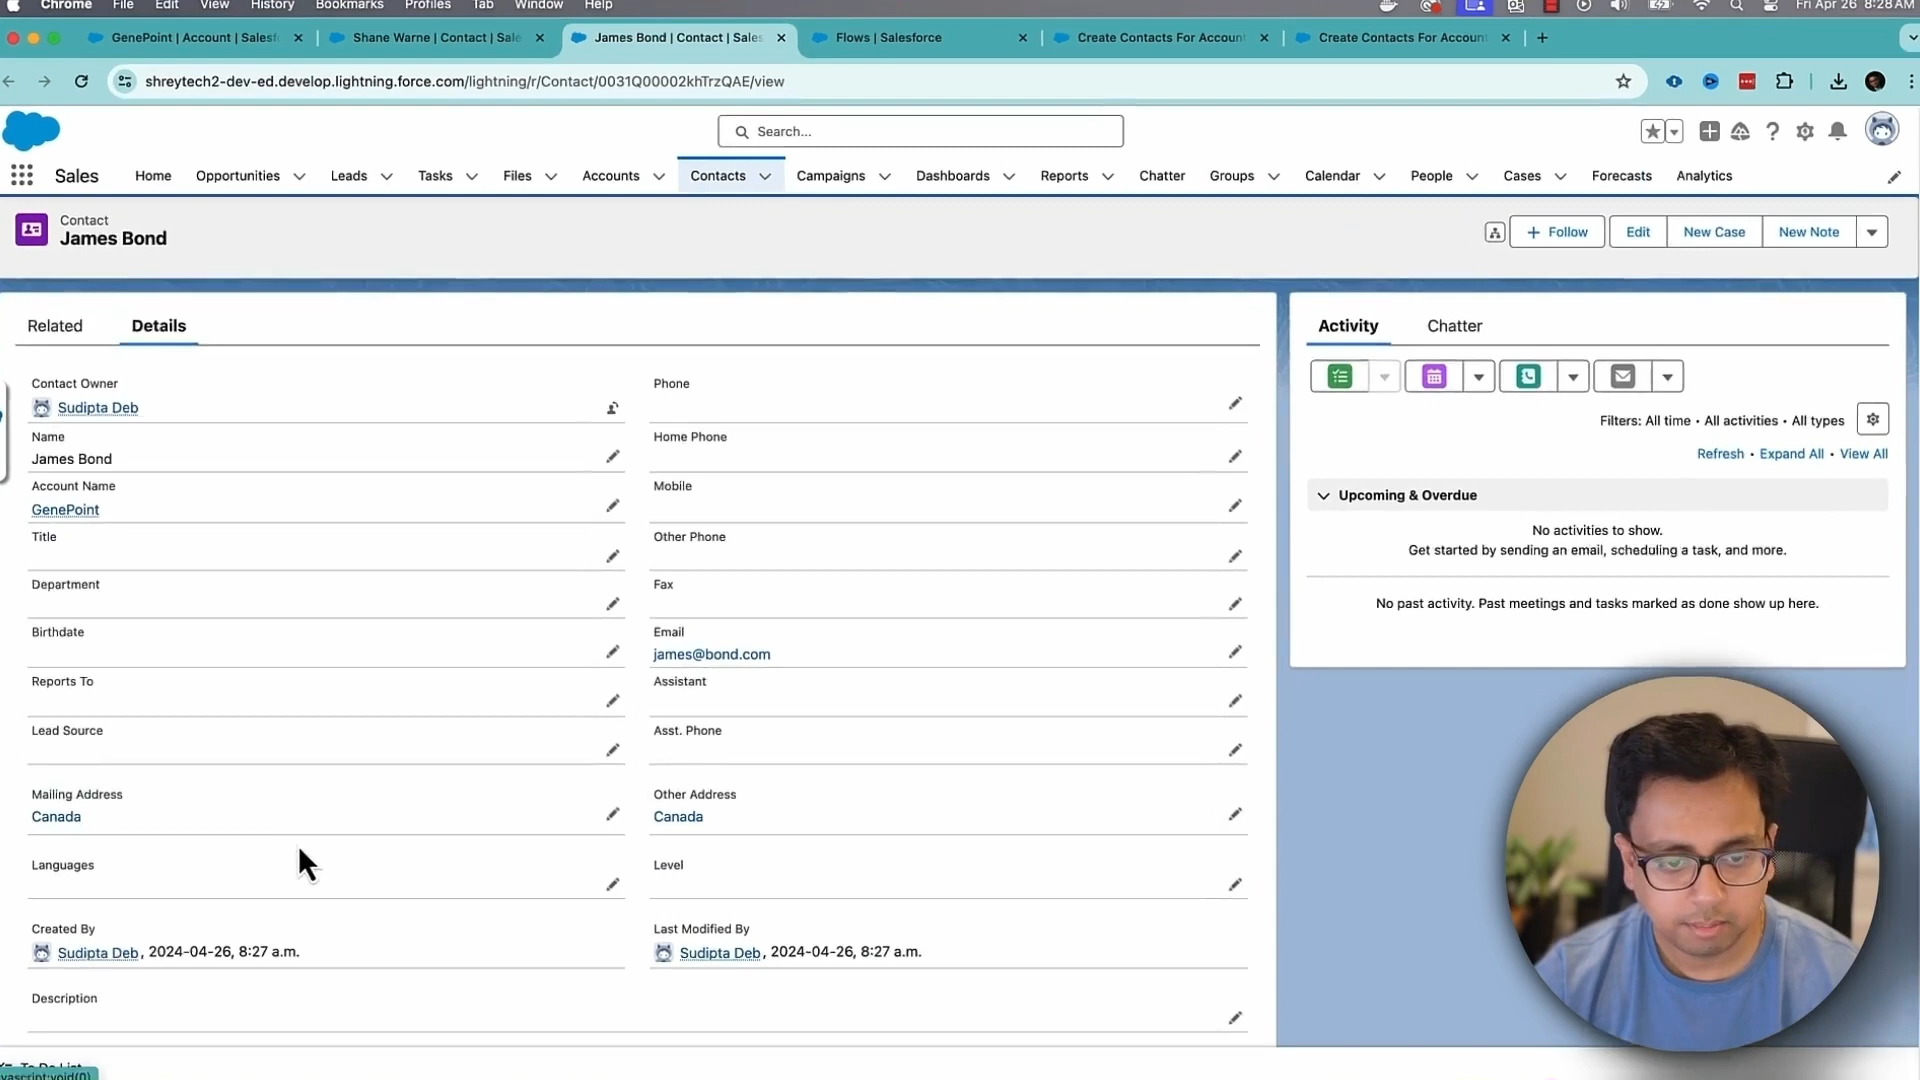 Chrome File Edit View History Bookmarks Profiles Tab Window Help Fri Apr 26 8:28 AM
GenePoint | Account | Salesf Shane Warne | Contact | Sale James Bond | Contact | Sales Flows | Salesforce Create Contacts For Account Create Contacts For Account
shreytech2-dev-ed.develop.lightning.force.com/lightning/r/Contact/0031Q00002khTrzQAE/view
Search...
Sales Home Opportunities Leads Tasks Files Accounts Contacts Campaigns Dashboards Reports Chatter Groups Calendar People Cases Forecasts Analytics
Contact
James Bond
+ Follow Edit New Case New Note
Related Details
Contact Owner
Sudipta Deb
Phone
Name
James Bond
Home Phone
Account Name
GenePoint
Mobile
Title
Other Phone
Department
Fax
Birthdate
Email
james@bond.com
Reports To
Assistant
Lead Source
Asst. Phone
Mailing Address
Canada
Other Address
Canada
Languages
Level
Created By
Sudipta Deb, 2024-04-26, 8:27 a.m.
Last Modified By
Sudipta Deb, 2024-04-26, 8:27 a.m.
Description
Activity Chatter
Filters: All time • All activities • All types
Refresh • Expand All • View All
Upcoming & Overdue
No activities to show.
Get started by sending an email, scheduling a task, and more.
No past activity. Past meetings and tasks marked as done show up here.
To Do List
vascript:void(0)